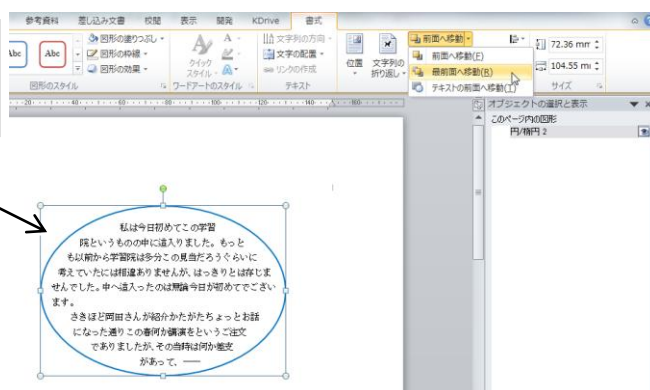 参考資料 差し込み文書 校閲 表示 開発 KDrive 書式
Abc Abc
図形の塗りつぶし
図形の枠線
図形の効果
図形のスタイル
クイック スタイル
ワードアートのスタイル
文字列の方向
文字の配置
リンクの作成
テキスト
位置
文字列の 折り返し
前面へ移動
前面へ移動(F)
最前面へ移動(R)
テキストの前面へ移動(T)
72.36 mm
104.55 mm
サイズ
オブジェクトの選択と表示
このページ内の図形
円/楕円 2
私は今日初めてこの学習
院というものの中に這入りました。もっと
も以前から学習院は多分この見当だろうぐらいに
考えていたには相違ありませんが、はっきりとは存じま
せんでした。中へ這入ったのは無論今日が初めてでござい
ます。
さきほど岡田さんが紹介かたがたちょっとお話
になった通りこの春何か講演をというご注文
でありましたが、その当時は何か差支
があって、――